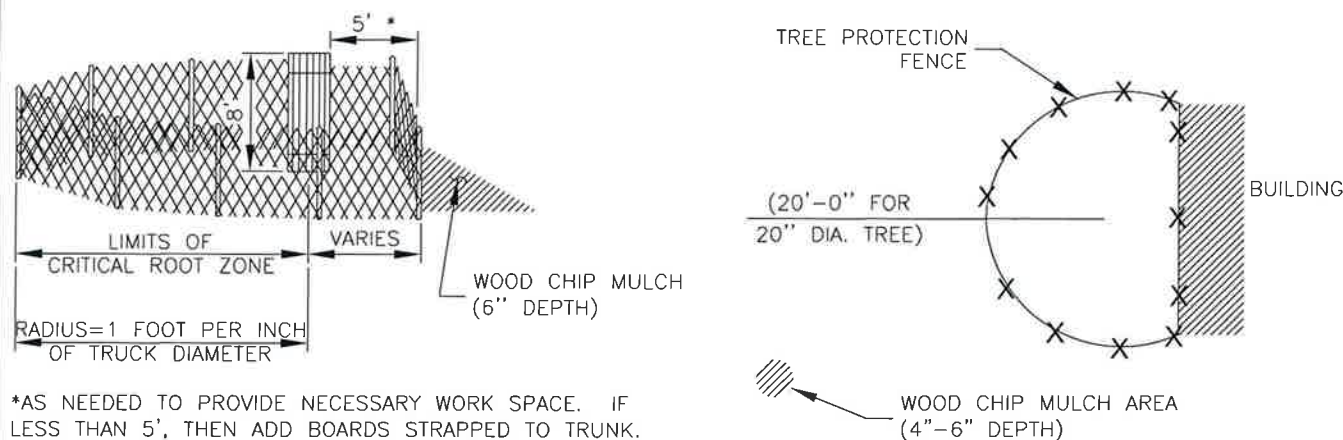 5' *
8'
LIMITS OF
CRITICAL ROOT ZONE
VARIES
RADIUS=1 FOOT PER INCH
OF TRUCK DIAMETER
WOOD CHIP MULCH
(6" DEPTH)
*AS NEEDED TO PROVIDE NECESSARY WORK SPACE. IF
LESS THAN 5', THEN ADD BOARDS STRAPPED TO TRUNK.
TREE PROTECTION
FENCE
(20'-0" FOR
20" DIA. TREE)
BUILDING
WOOD CHIP MULCH AREA
(4"-6" DEPTH)